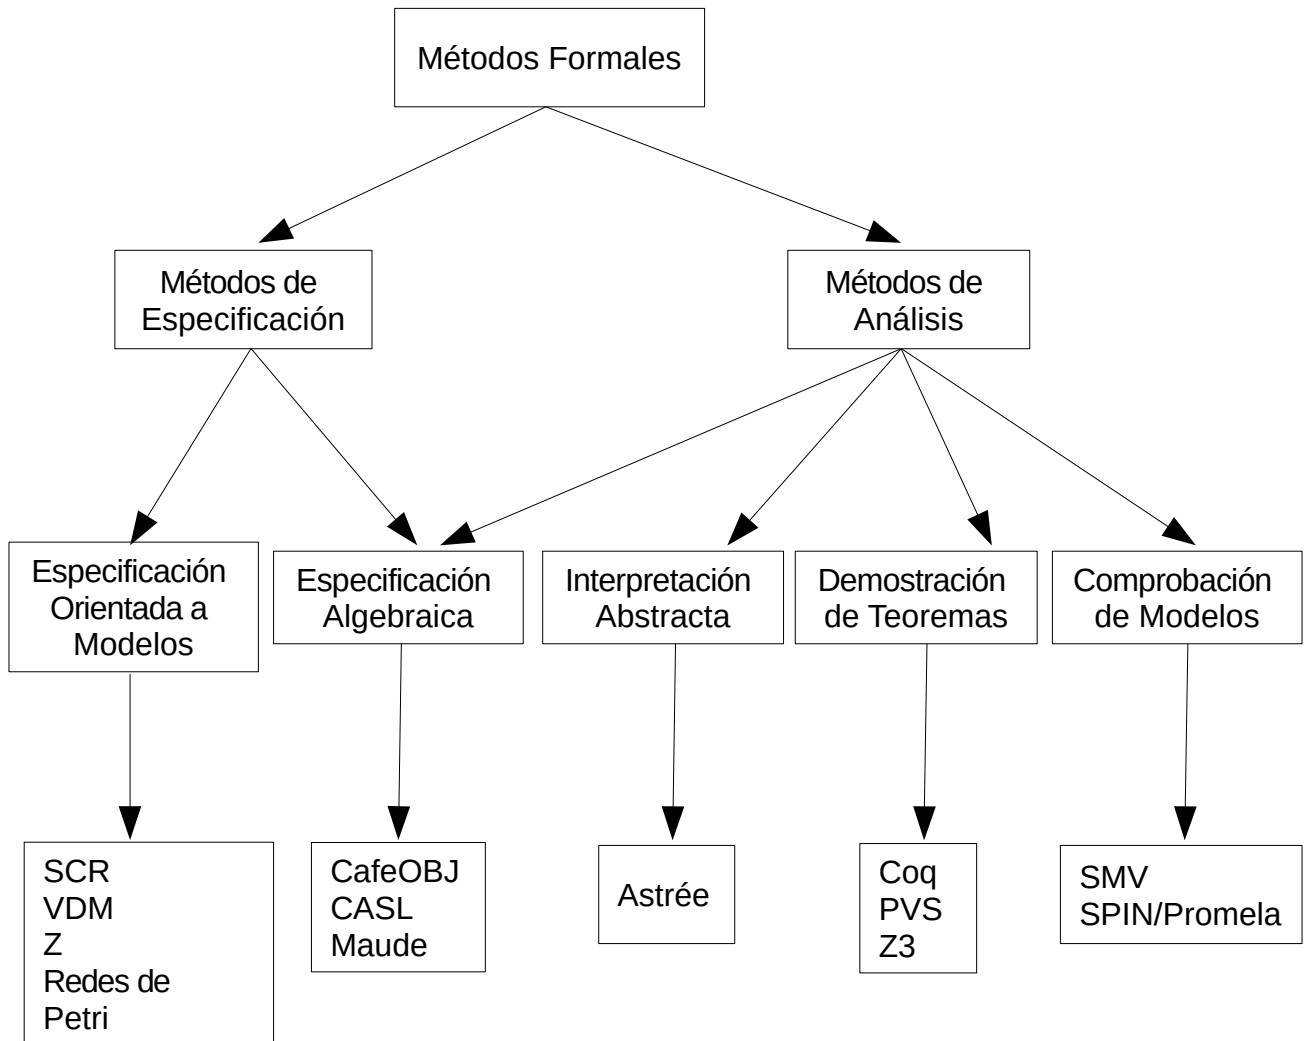 Métodos Formales
Métodos de
Especificación
Métodos de
Análisis
Especificación
Orientada a
Modelos
Especificación
Algebraica
Interpretación
Abstracta
Demostración
de Teoremas
Comprobación
de Modelos
SCR
VDM
Z
Redes de
Petri
CafeOBJ
CASL
Maude
Astrée
Coq
PVS
Z3
SMV
SPIN/Promela